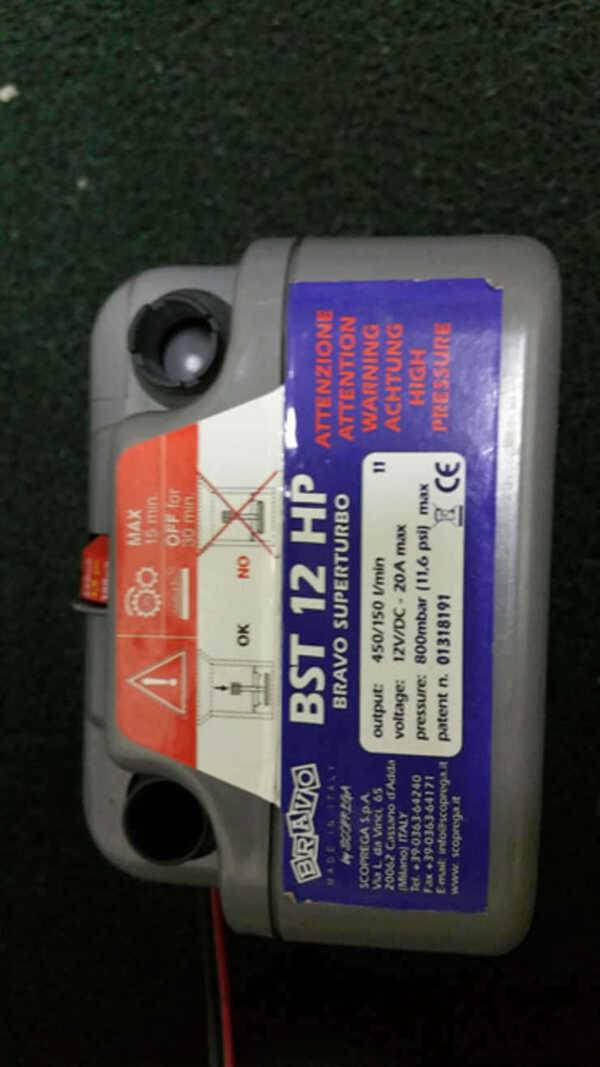 MAX
15 min.
OFF for
30 min.
OK
NO
BST 12 HP
BRAVO SUPERTURBO
ATTENZIONE
ATTENTION
WARNING
ACHTUNG
HIGH
PRESSURE
output: 450/150 l/min
11
voltage: 12V/DC - 20A max
pressure: 800mbar (11,6 psi) max
patent n. 01318191
CE
BRAVO
MADE IN ITALY
by SCOPREGA
SCOPREGA S.p.A.
Via L. da Vinci, 65
20062 Cassano d'Adda
(Milano) ITALY
Tel. +39-0363-64240
Fax +39-0363-64171
E-mail: info@scoprega.it
www.scoprega.it